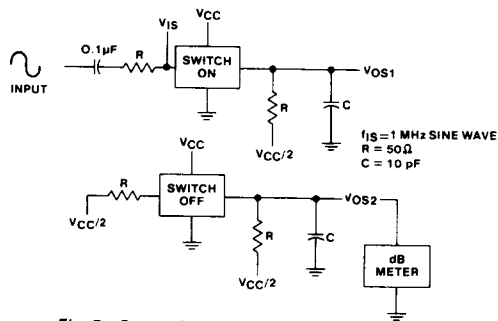 VIS
VCC
0.1µF
R
SWITCH
ON
VOS1
INPUT
R
C
VCC/2
fIS=1 MHz SINE WAVE
R = 50Ω
C = 10 pF
VCC
R
SWITCH
OFF
VOS2
VCC/2
R
C
VCC/2
dB
METER